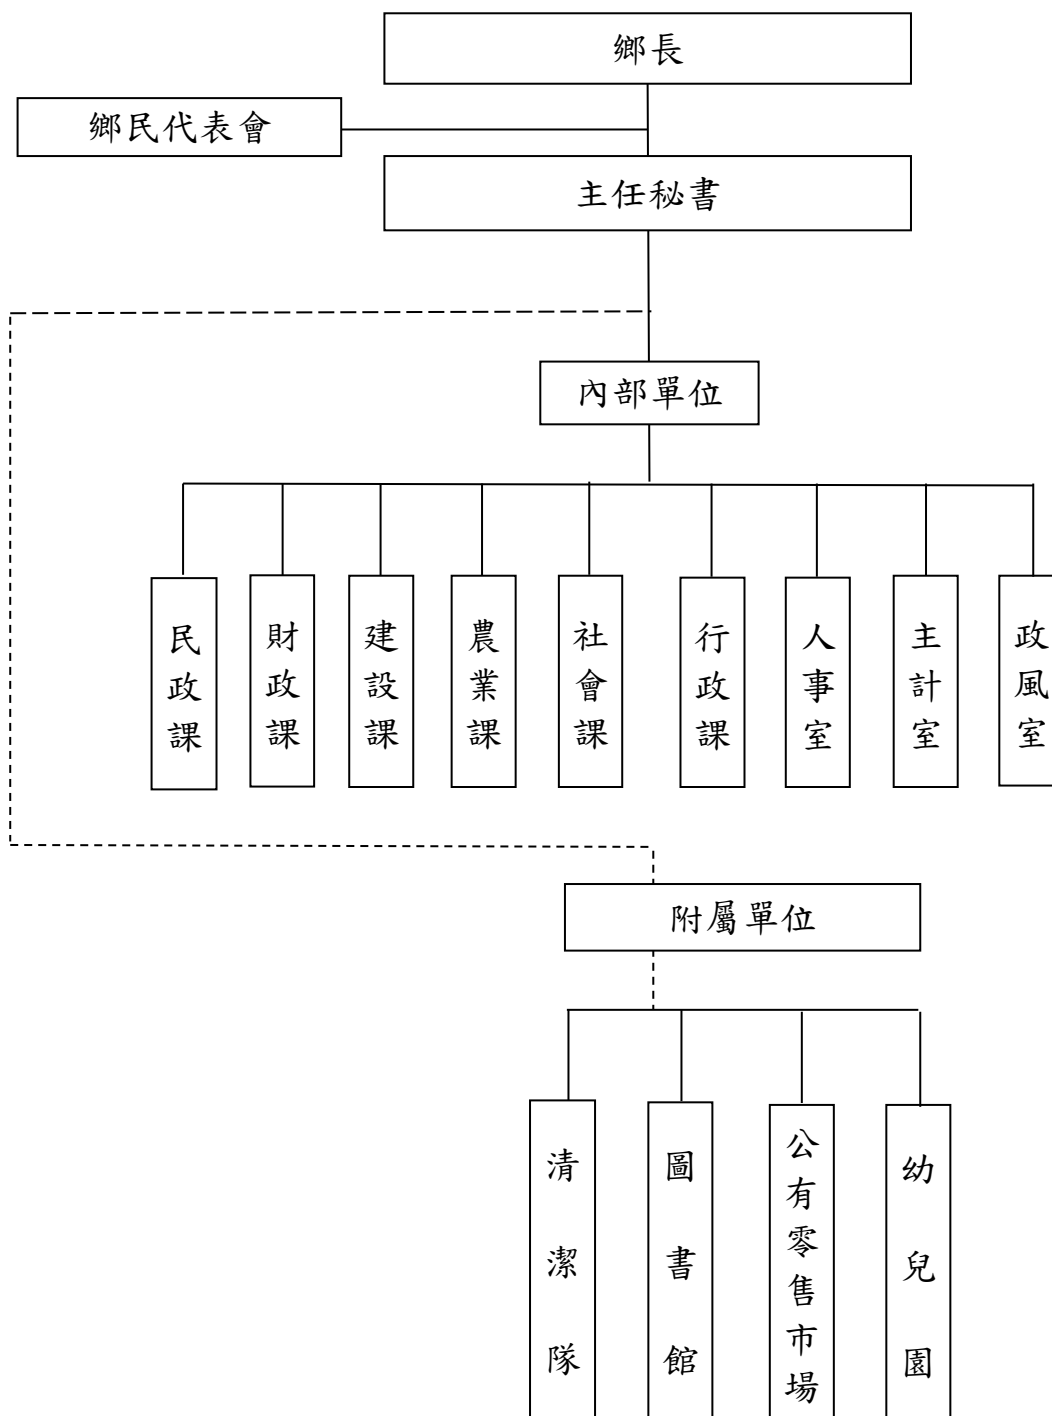 鄉長
鄉民代表會
主任秘書
內部單位
民政課
財政課
建設課
農業課
社會課
行政課
人事室
主計室
政風室
附屬單位
清潔隊
圖書館
公有零售市場
幼兒園